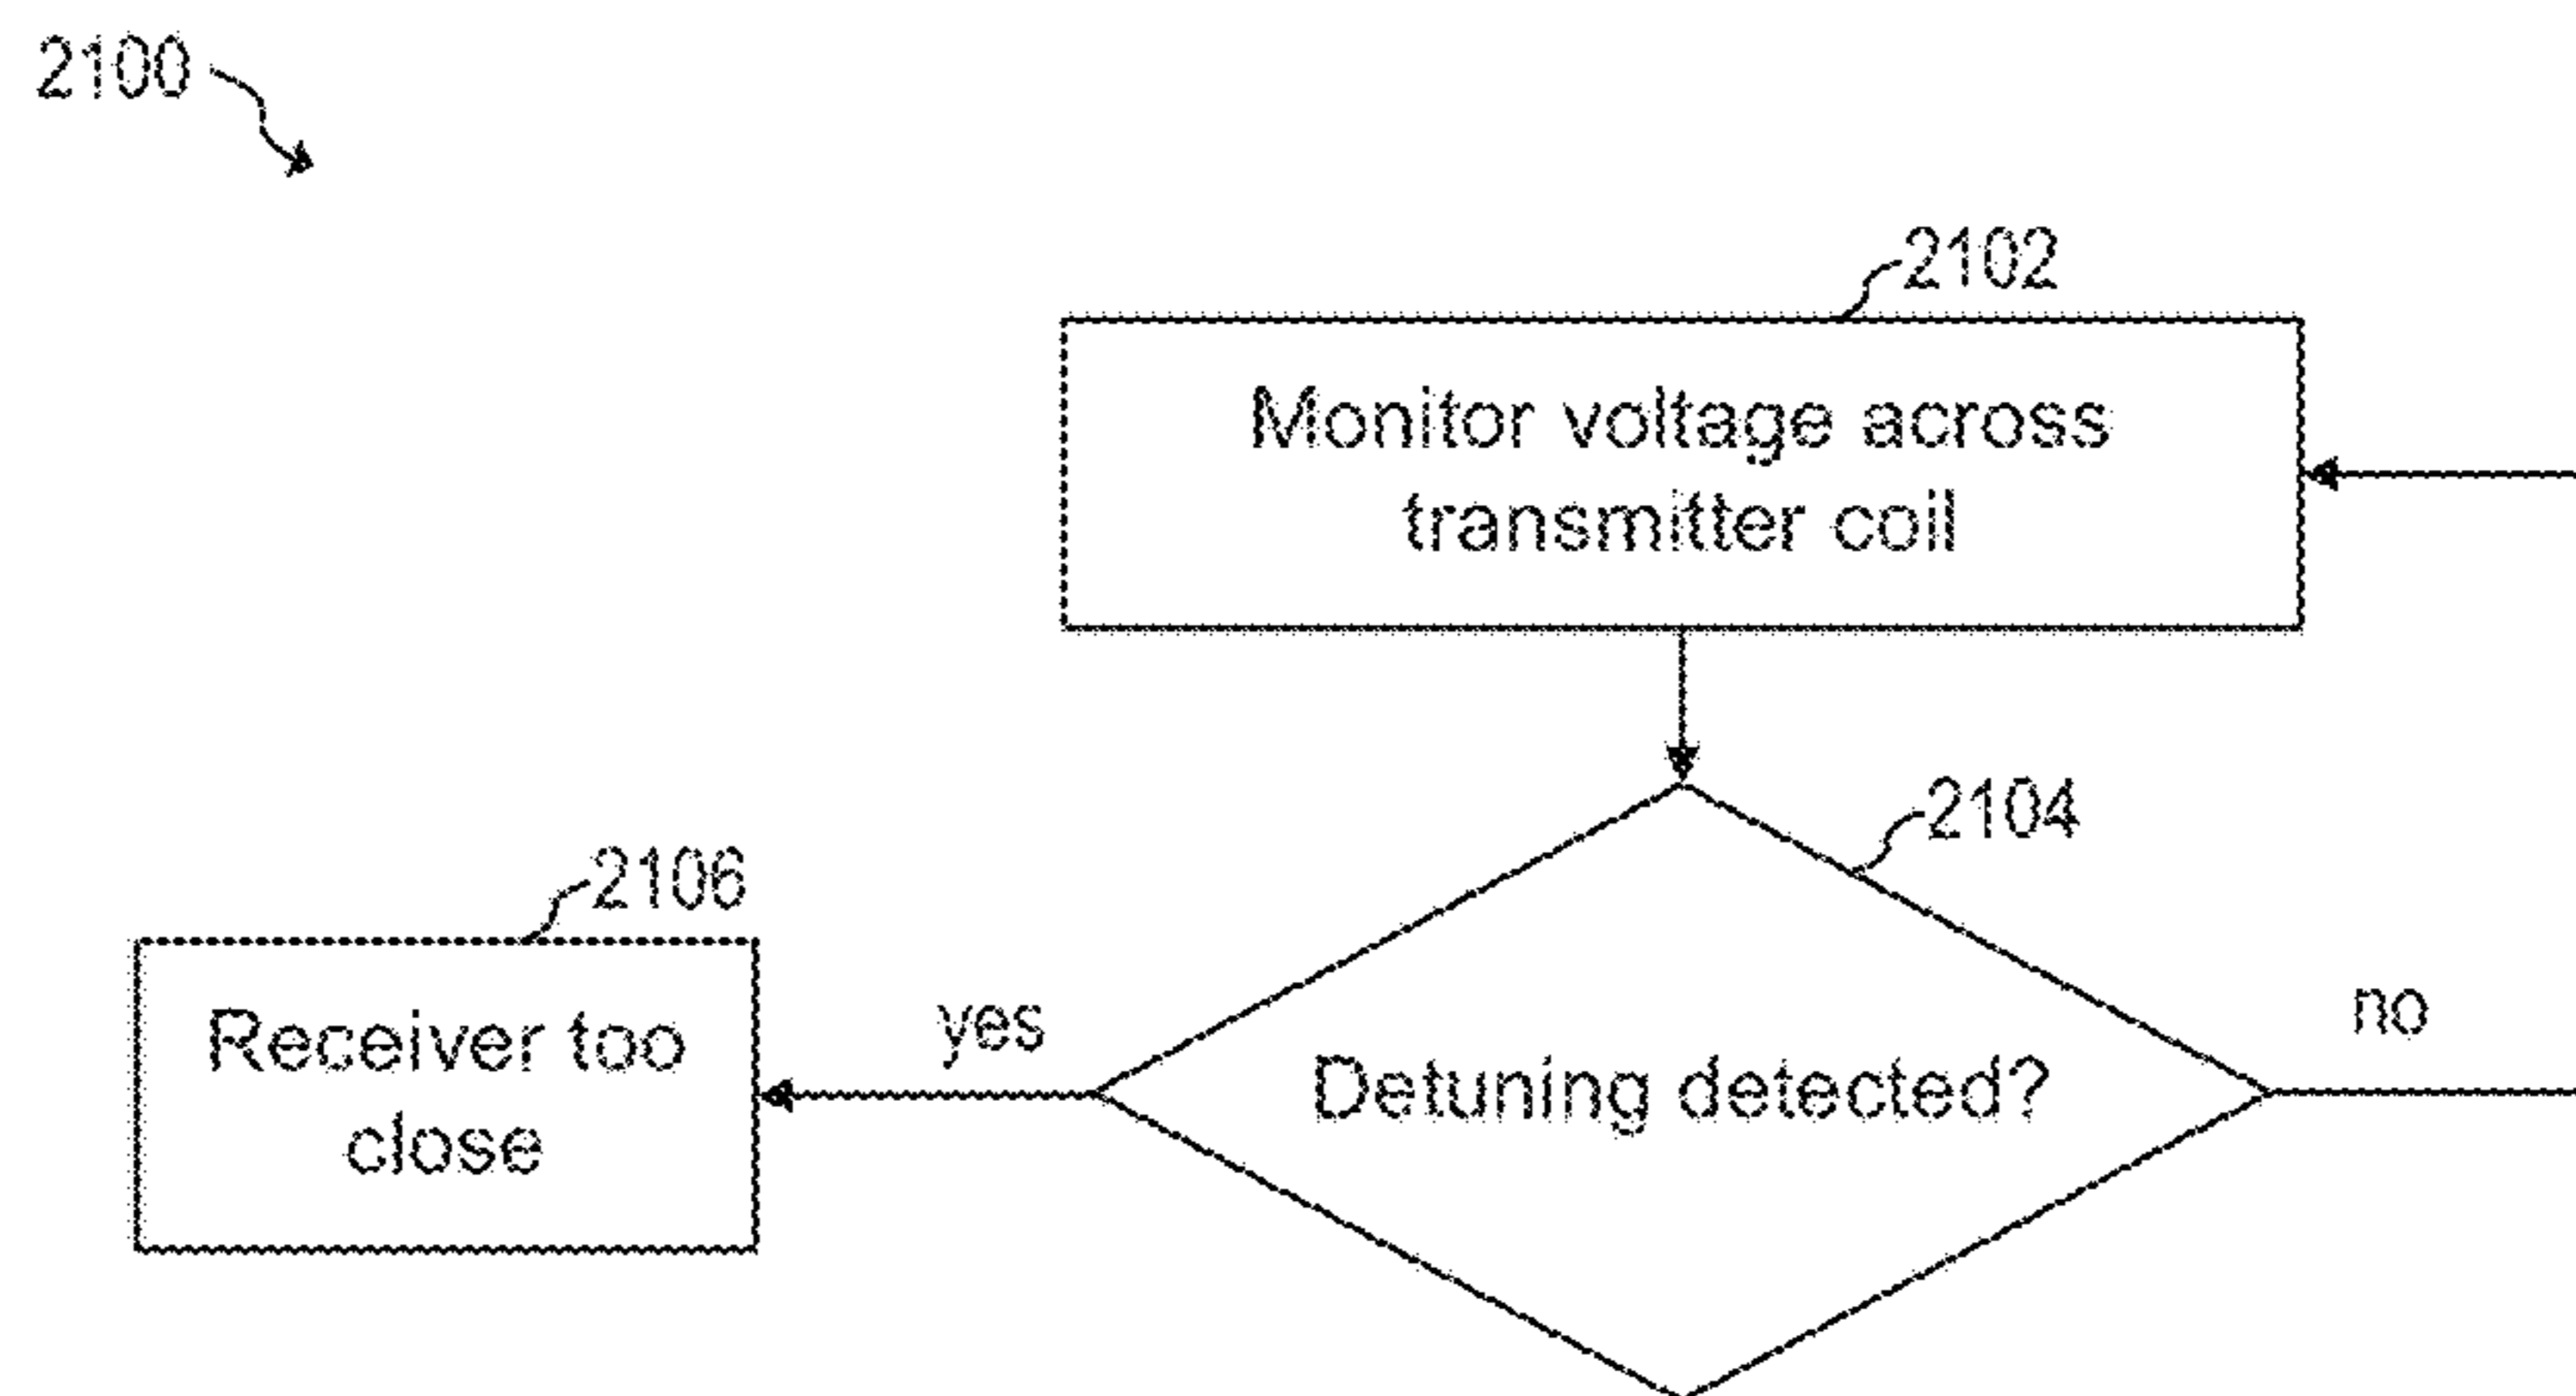 2100
2102
Monitor voltage across
transmitter coil
2104
2106
Receiver too
close
yes
Detuning detected?
no